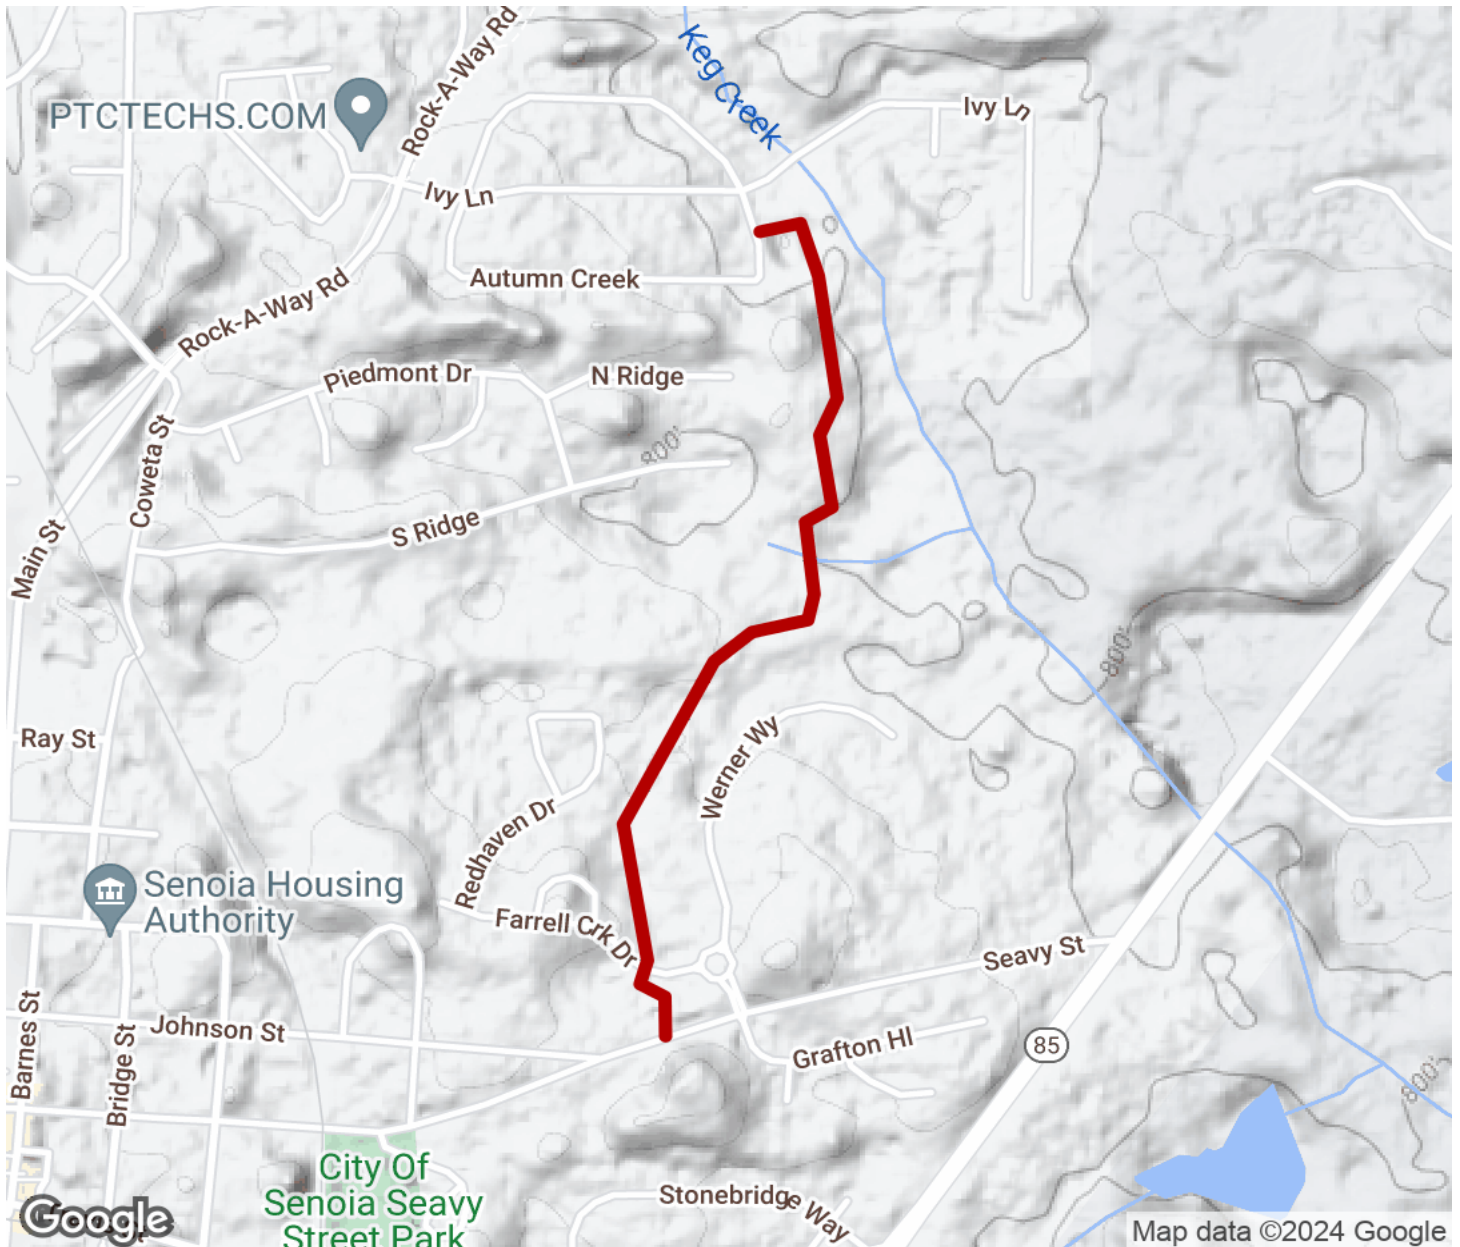 Rock-A-Way Rd
Keg Creek
PTCTECHS.COM
Ivy Ln
Ivy Ln
Autumn Creek
Rock-A-Way Rd
Piedmont Dr
N Ridge
800'
Coweta St
S Ridge
Main St
800'
Ray St
Werner Wy
Redhaven Dr
Senoia Housing
Authority
Farrell Crk Dr
Seavy St
Barnes St
Johnson St
Bridge St
Grafton Hl
85
800'
City Of
Senoia Seavy
Street Park
Stonebridge Way
Google
Map data ©2024 Google